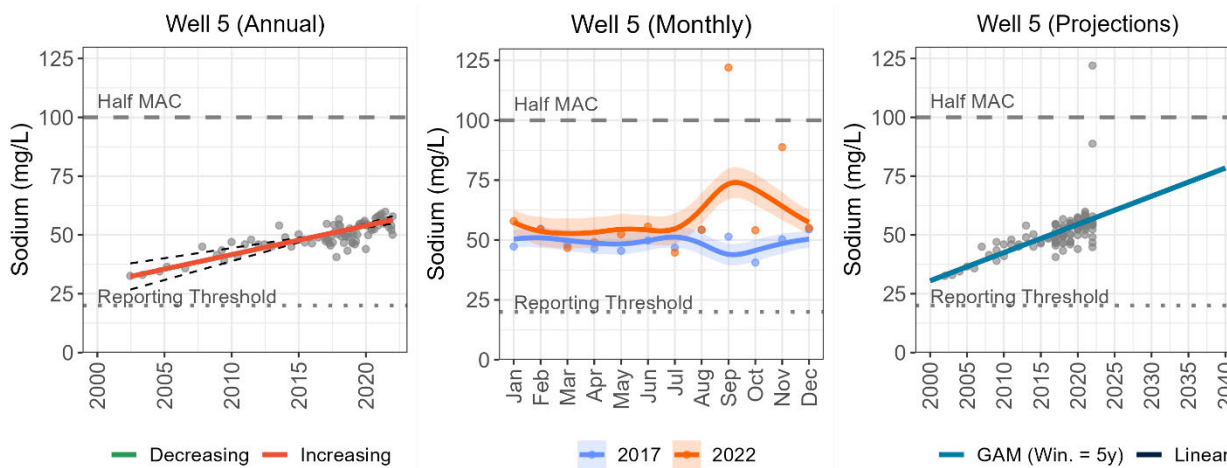 Well 5 (Annual)
Sodium (mg/L)
125
100
75
50
25
0
Half MAC
Reporting Threshold
2000
2005
2010
2015
2020
Decreasing
Increasing
Well 5 (Monthly)
Sodium (mg/L)
125
100
75
50
25
0
Half MAC
Reporting Threshold
Jan
Feb
Mar
Apr
May
Jun
Jul
Aug
Sep
Oct
Nov
Dec
2017
2022
Well 5 (Projections)
Sodium (mg/L)
125
100
75
50
25
0
Half MAC
Reporting Threshold
2000
2005
2010
2015
2020
2025
2030
2035
2040
GAM (Win. = 5y)
Linear